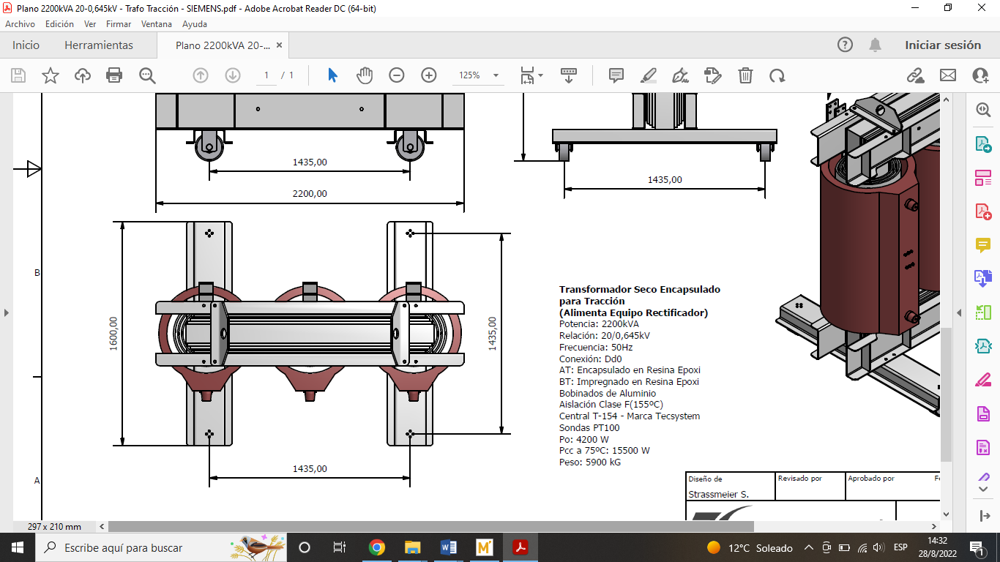 Plano 2200kVA 20-0,645kV - Trafo Tracción - SIEMENS.pdf - Adobe Acrobat Reader DC (64-bit)
Archivo Edición Ver Firmar Ventana Ayuda
Inicio Herramientas Plano 2200kVA 20-... Iniciar sesión
1 / 1 125%
1435,00
2200,00
1435,00
B
1600,00
1435,00
1435,00
A
Transformador Seco Encapsulado
para Tracción
(Alimenta Equipo Rectificador)
Potencia: 2200kVA
Relación: 20/0,645kV
Frecuencia: 50Hz
Conexión: Dd0
AT: Encapsulado en Resina Epoxi
BT: Impregnado en Resina Epoxi
Bobinados de Aluminio
Aislación Clase F(155ºC)
Central T-154 - Marca Tecsystem
Sondas PT100
Po: 4200 W
Pcc a 75ºC: 15500 W
Peso: 5900 kG
Diseño de Revisado por Aprobado por Fe
Strassmeier S.
297 x 210 mm
Escribe aquí para buscar
12°C Soleado ESP 14:32
28/8/2022 1